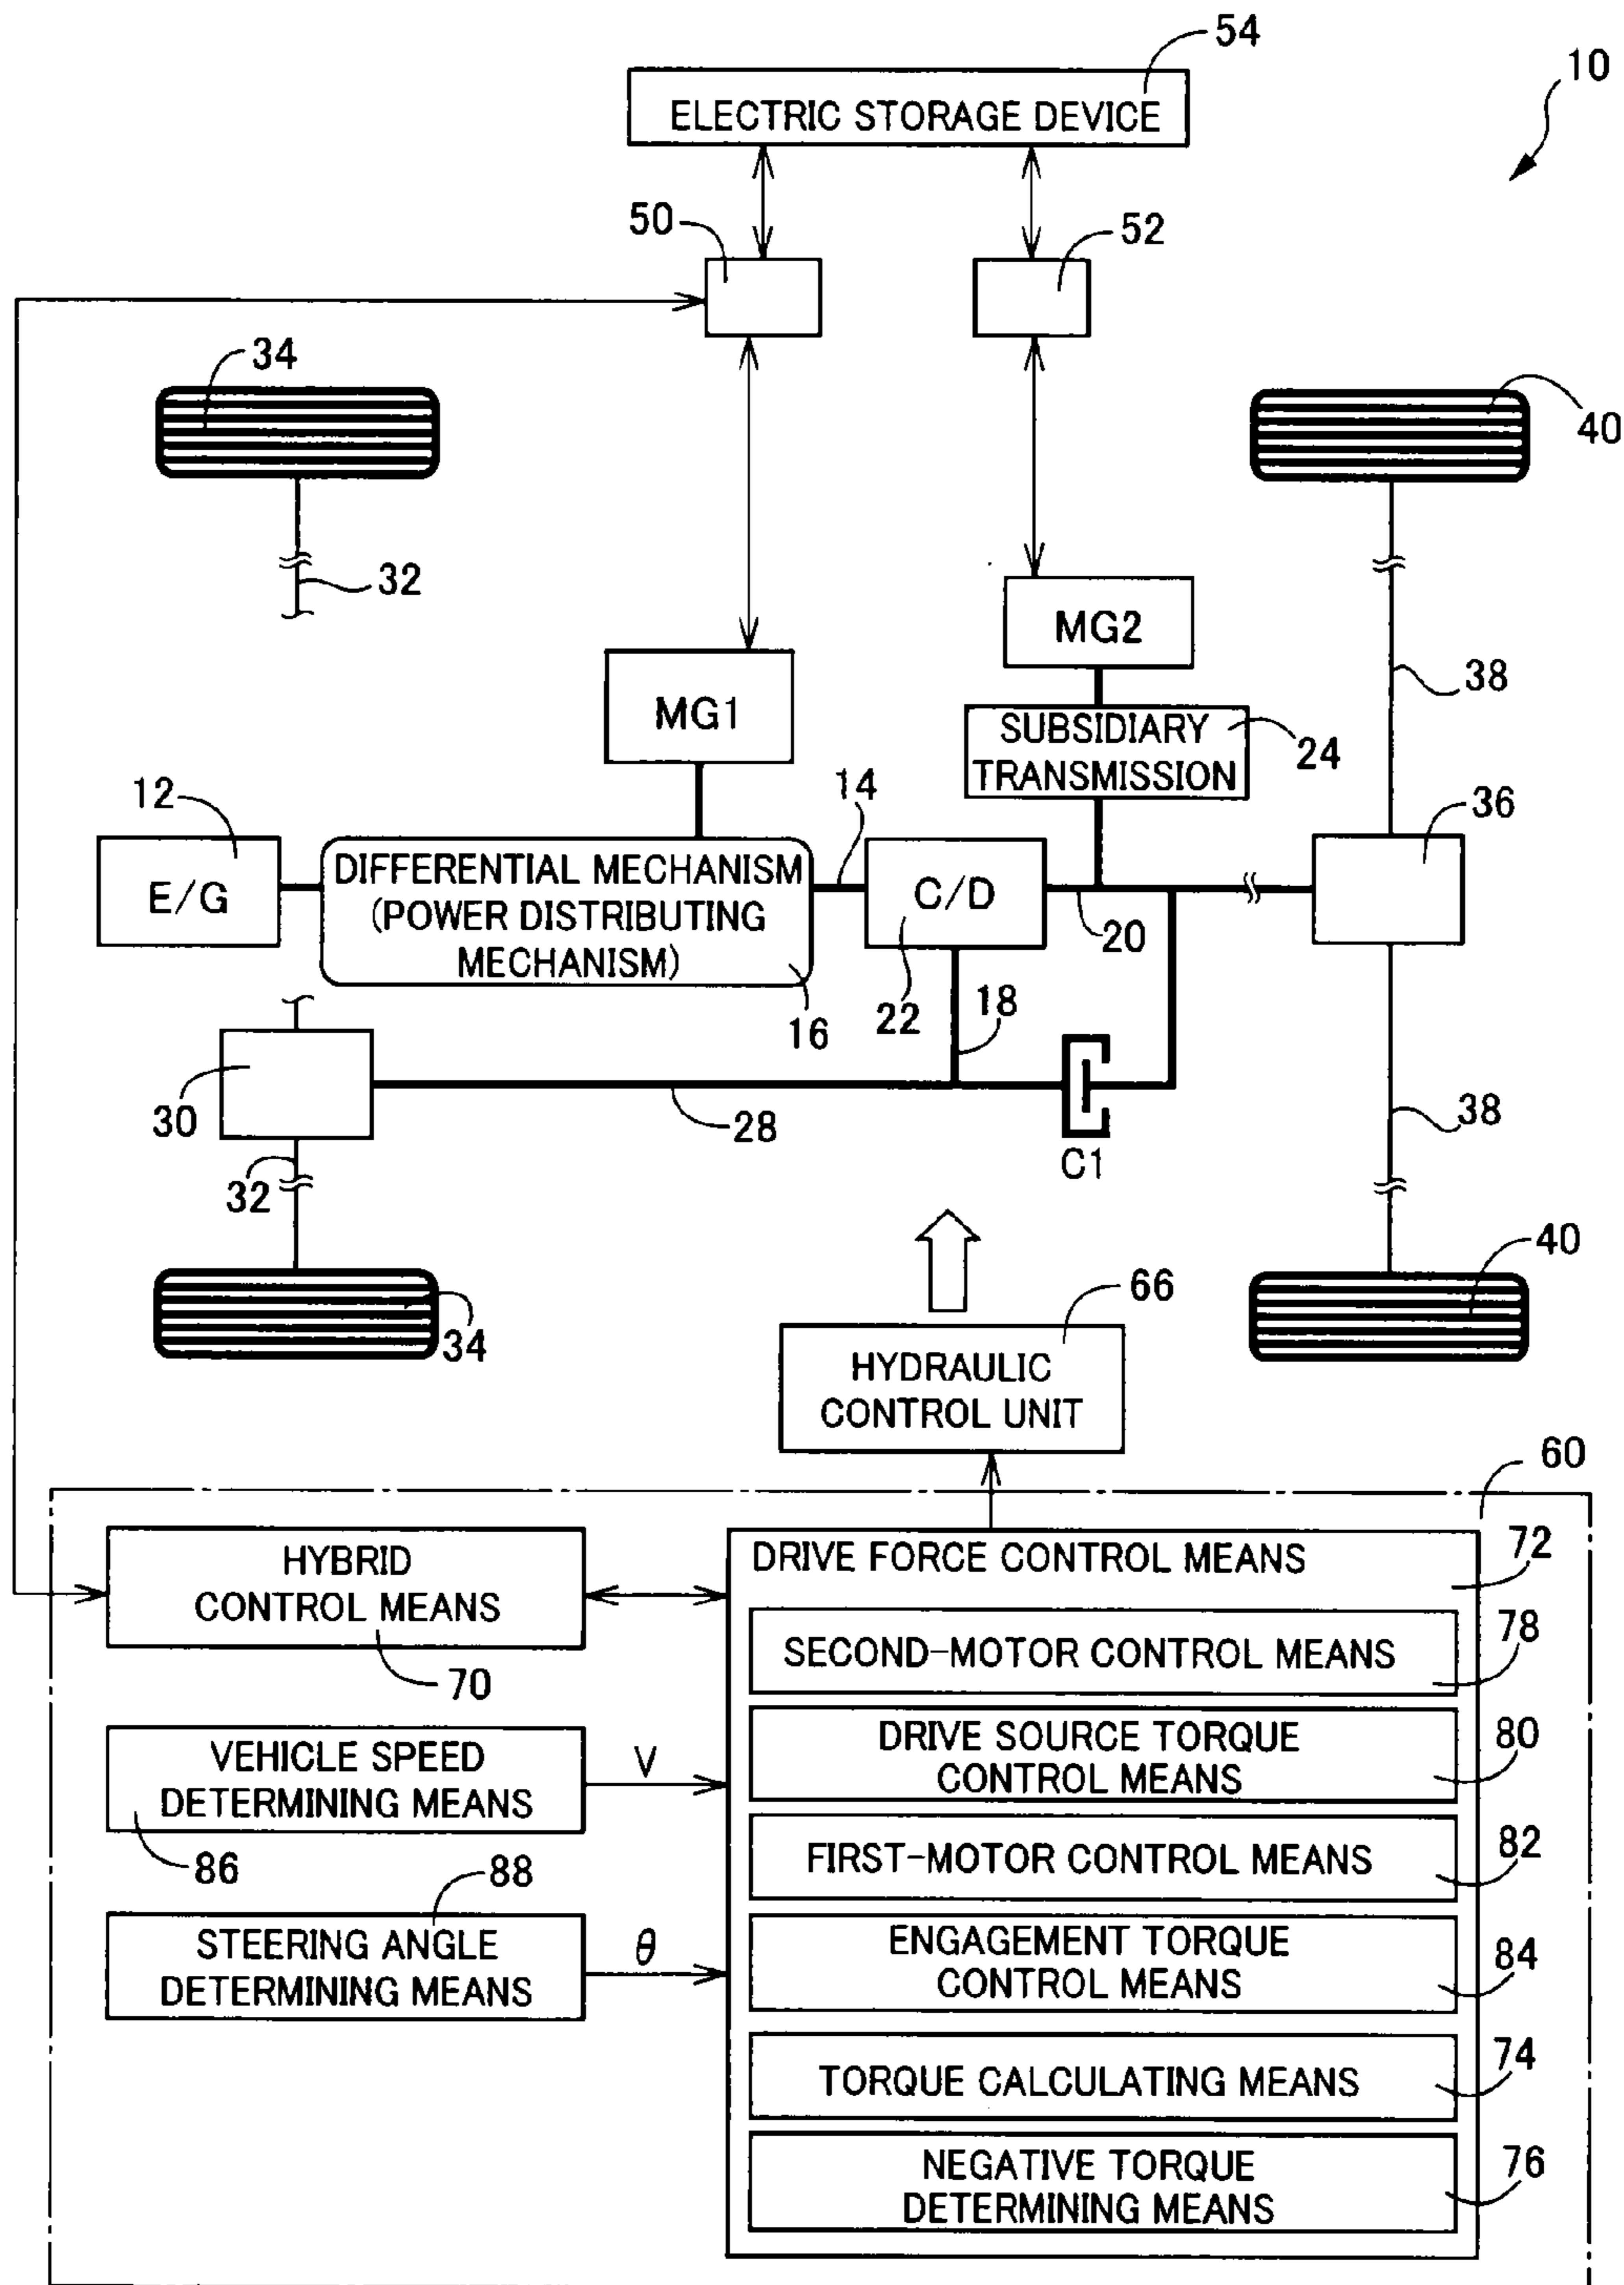 54
10
ELECTRIC STORAGE DEVICE
50
52
34
40
32
MG2
38
MG1
SUBSIDIARY
TRANSMISSION
24
12
14
36
E/G
DIFFERENTIAL MECHANISM
(POWER DISTRIBUTING
MECHANISM)
C/D
20
16
22
18
30
28
C1
38
32
34
40
66
HYDRAULIC
CONTROL UNIT
60
HYBRID
CONTROL MEANS
70
DRIVE FORCE CONTROL MEANS
72
SECOND-MOTOR CONTROL MEANS
78
VEHICLE SPEED
DETERMINING MEANS
86
V
DRIVE SOURCE TORQUE
CONTROL MEANS
80
FIRST-MOTOR CONTROL MEANS
82
88
STEERING ANGLE
DETERMINING MEANS
θ
ENGAGEMENT TORQUE
CONTROL MEANS
84
TORQUE CALCULATING MEANS
74
NEGATIVE TORQUE
DETERMINING MEANS
76